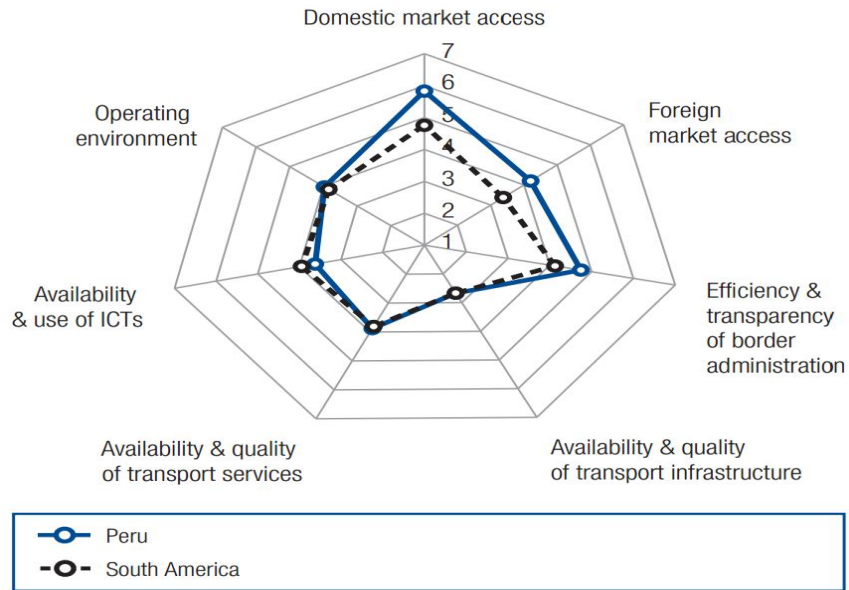 Domestic market access
7
6
5
4
3
2
1
Operating
environment
Foreign
market access
Availability
& use of ICTs
Efficiency &
transparency
of border
administration
Availability & quality
of transport services
Availability & quality
of transport infrastructure
Peru
South America